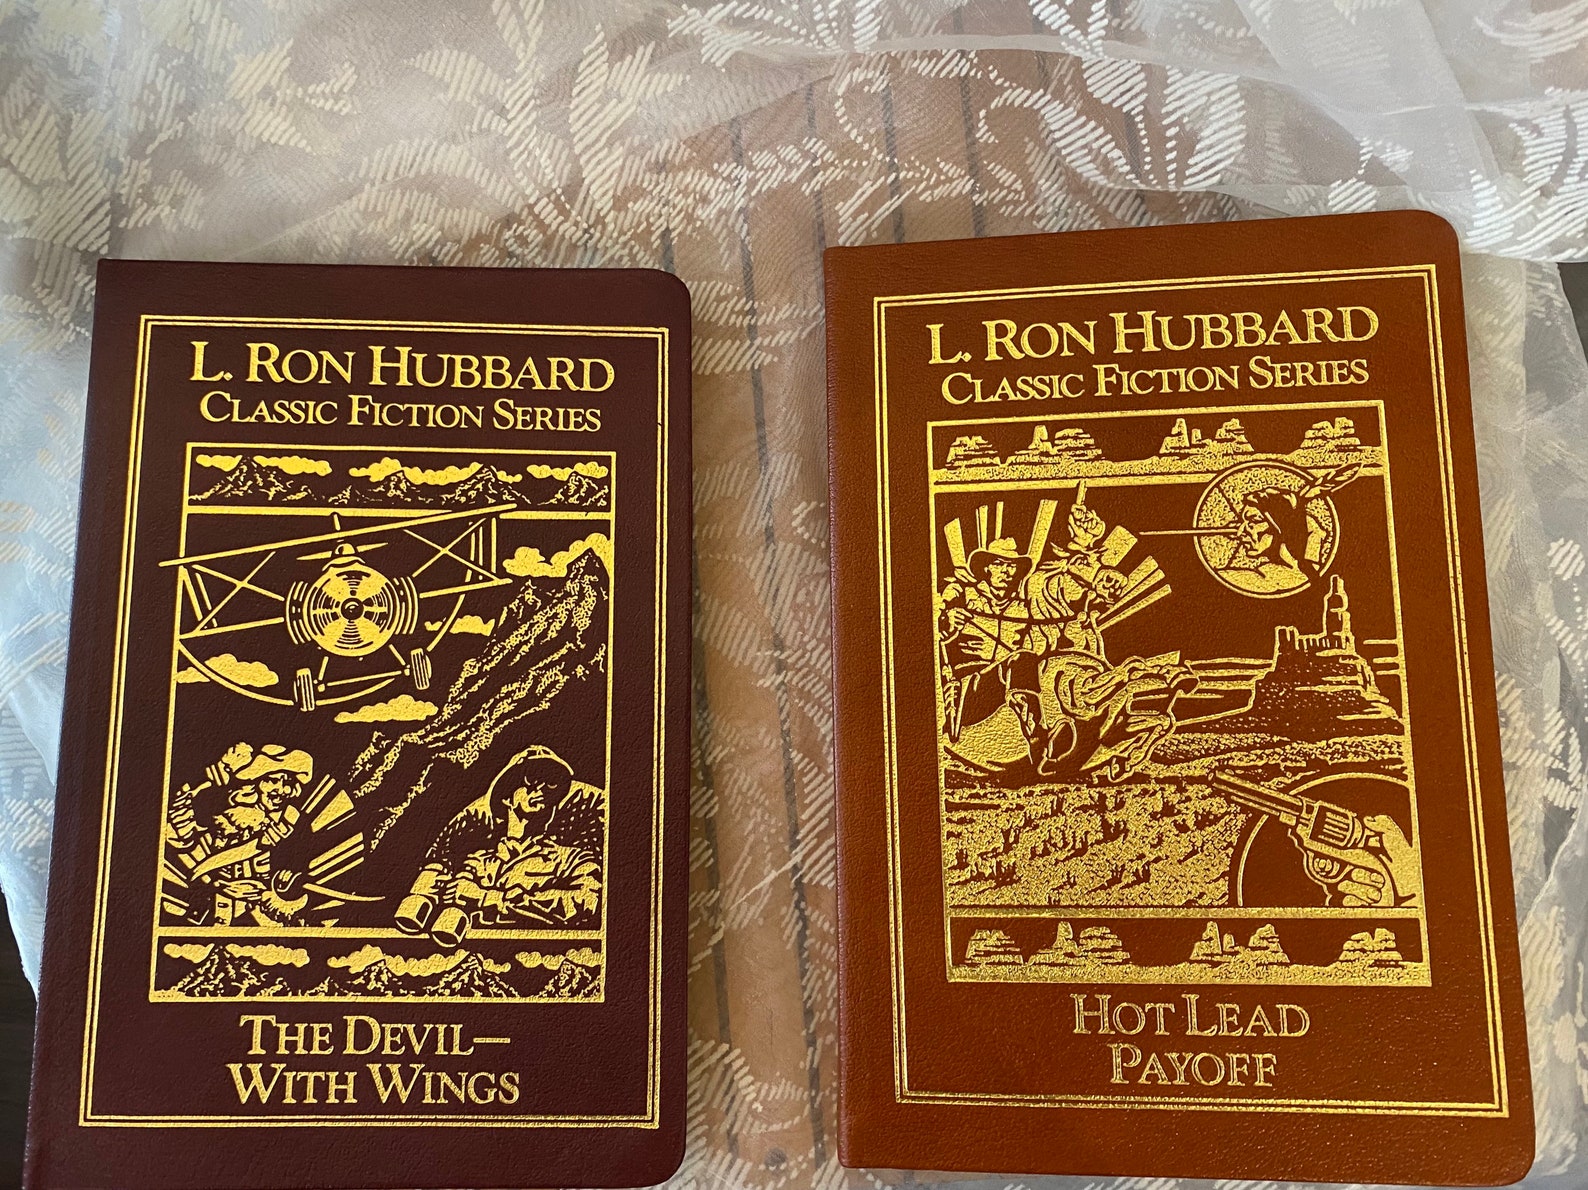 L. RON HUBBARD
CLASSIC FICTION SERIES
THE DEVIL—
WITH WINGS
L. RON HUBBARD
CLASSIC FICTION SERIES
HOT LEAD
PAYOFF